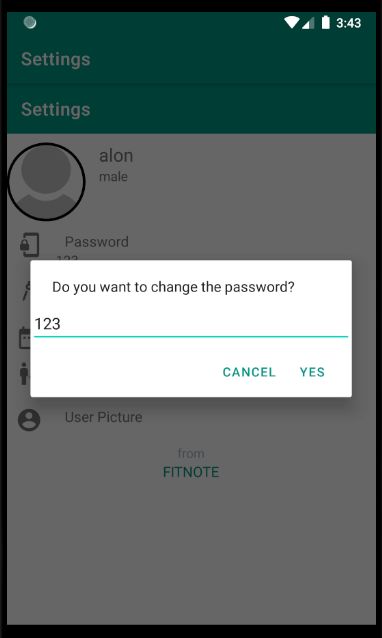 3:43
Settings
Settings
alon
male
Password
123
Do you want to change the password?
123
CANCEL YES
User Picture
from
FITNOTE